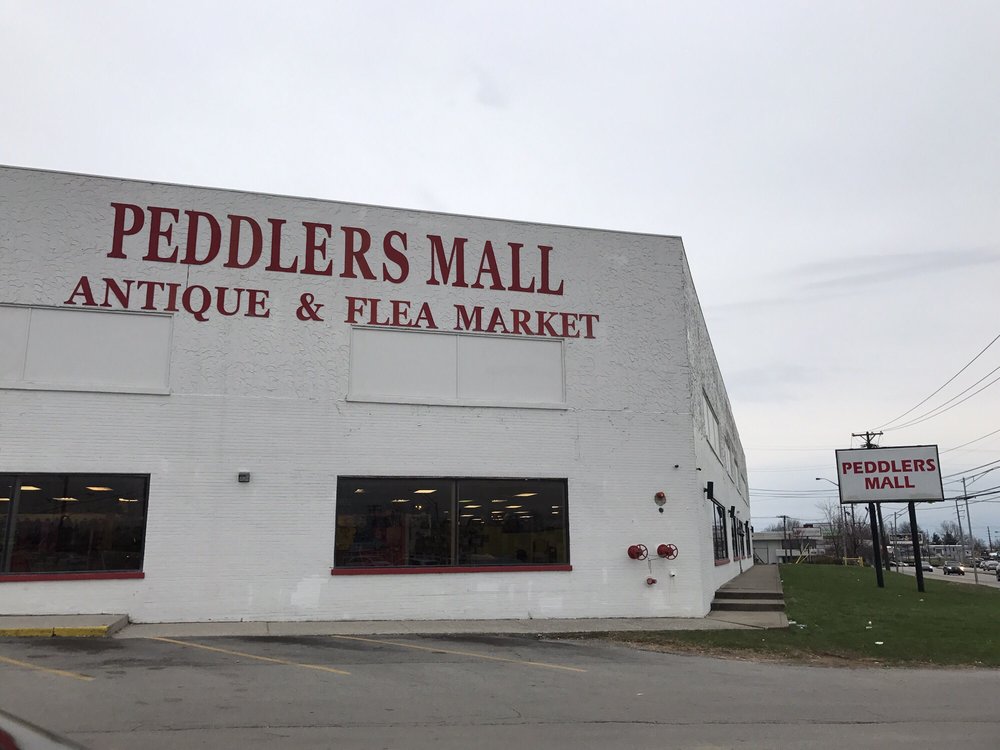 PEDDLERS MALL
ANTIQUE & FLEA MARKET
PEDDLERS
MALL